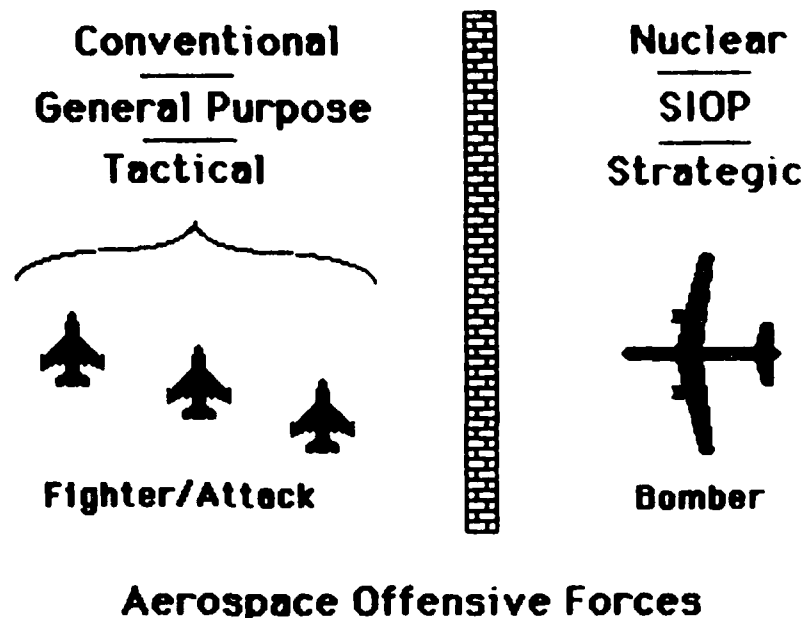 Conventional
General Purpose
Tactical
Fighter/Attack
Nuclear
SIOP
Strategic
Bomber
Aerospace Offensive Forces